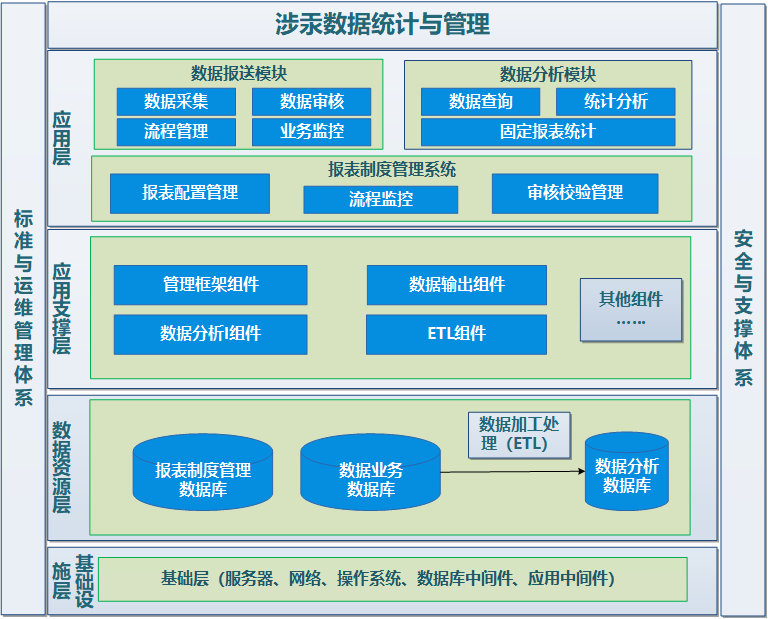 涉汞数据统计与管理
标准与运维管理体系
安全与支撑体系
应用层
数据报送模块
数据采集
数据审核
流程管理
业务监控
数据分析模块
数据查询
统计分析
固定报表统计
报表制度管理系统
报表配置管理
流程监控
审核校验管理
应用支撑层
管理框架组件
数据输出组件
数据分析I组件
ETL组件
其他组件
……
数据资源层
报表制度管理
数据库
数据业务
数据库
数据加工处
理（ETL）
数据分析
数据库
基础设
施层
基础层（服务器、网络、操作系统、数据库中间件、应用中间件）